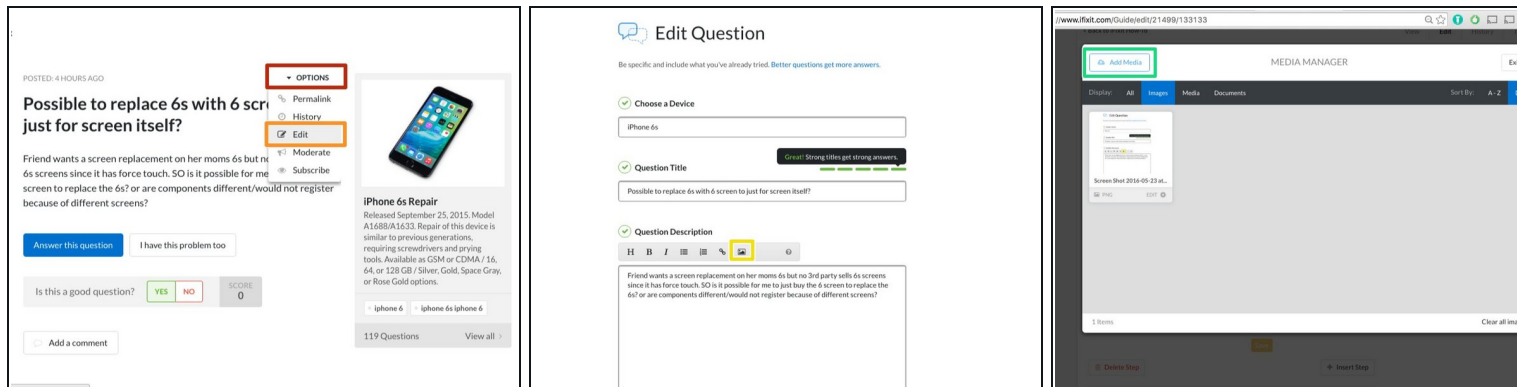 POSTED: 4 HOURS AGO
OPTIONS
Possible to replace 6s with 6 scre
just for screen itself?
Permalink
History
Edit
Moderate
Subscribe
Friend wants a screen replacement on her moms 6s but no
6s screens since it has force touch. SO is it possible for me
screen to replace the 6s? or are components different/would not register
because of different screens?
Answer this question
I have this problem too
Is this a good question?
YES
NO
SCORE
0
Add a comment
iPhone 6s Repair
Released September 25, 2015. Model
A1688/A1633. Repair of this device is
similar to previous generations,
requiring screwdrivers and prying
tools. Available as GSM or CDMA / 16,
64, or 128 GB / Silver, Gold, Space Gray,
or Rose Gold options.
iphone 6
iphone 6s iphone 6
119 Questions
View all
Edit Question
Be specific and include what you've already tried. Better questions get more answers.
Choose a Device
iPhone 6s
Question Title
Great! Strong titles get strong answers.
Possible to replace 6s with 6 screen to just for screen itself?
Question Description
H B I
Friend wants a screen replacement on her moms 6s but no 3rd party sells 6s screens
since it has force touch. SO is it possible for me to just buy the 6 screen to replace the
6s? or are components different/would not register because of different screens?
//www.ifixit.com/Guide/edit/21499/133133
View
Edit
History
Add Media
MEDIA MANAGER
Display: All Images Media Documents
Sort By: A - Z
Edit Question
Screen Shot 2016-05-23 at...
PNG
EDIT
1 Items
Clear all ima
Delete Step
Insert Step